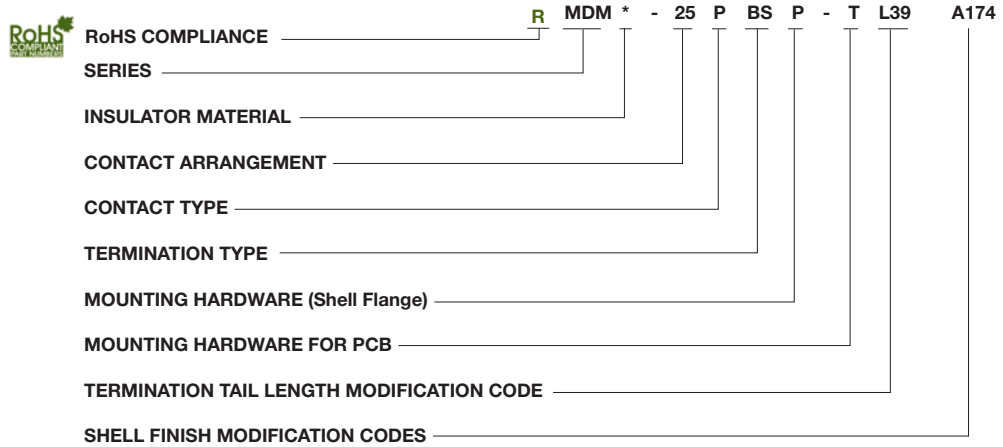 R MDM * - 25 P BS P - T L39 A174
RoHS
COMPLIANT
PART NUMBERS
RoHS COMPLIANCE
SERIES
INSULATOR MATERIAL
CONTACT ARRANGEMENT
CONTACT TYPE
TERMINATION TYPE
MOUNTING HARDWARE (Shell Flange)
MOUNTING HARDWARE FOR PCB
TERMINATION TAIL LENGTH MODIFICATION CODE
SHELL FINISH MODIFICATION CODES